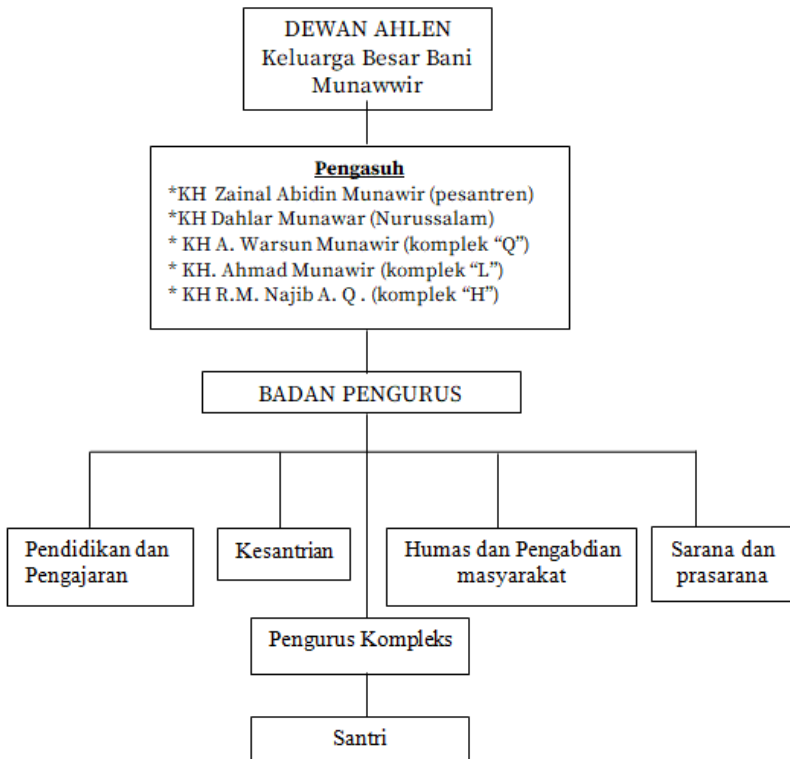 DEWAN AHLEN
Keluarga Besar Bani
Munawwir
Pengasuh
*KH Zainal Abidin Munawir (pesantren)
*KH Dahlar Munawar (Nurussalam)
* KH A. Warsun Munawir (komplek “Q”)
* KH. Ahmad Munawir (komplek “L”)
* KH R.M. Najib A. Q . (komplek “H”)
BADAN PENGURUS
Pendidikan dan
Pengajaran
Kesantrian
Humas dan Pengabdian
masyarakat
Sarana dan
prasarana
Pengurus Kompleks
Santri